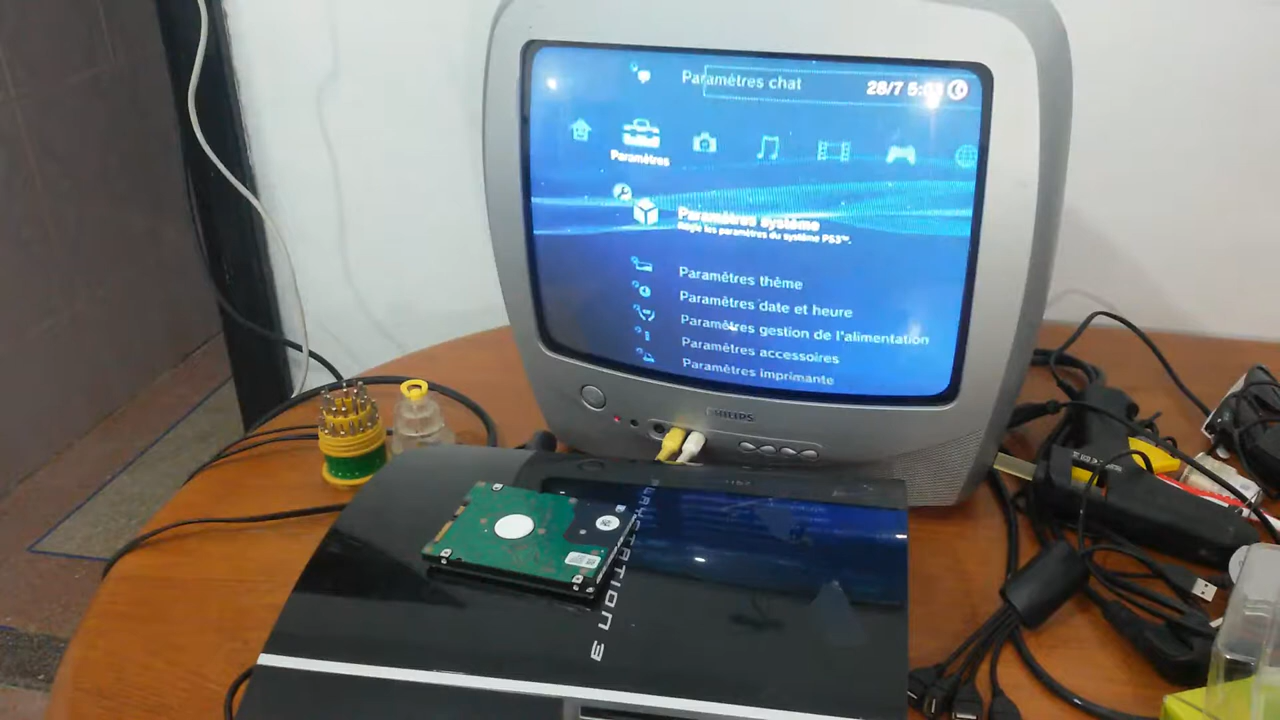 Paramètres chat
28/7 5:0
Paramètres
Paramètres système
Règle les paramètres du système PS3™.
Paramètres thème
Paramètres date et heure
Paramètres gestion de l'alimentation
Paramètres accessoires
Paramètres imprimante
PHILIPS
PLAYSTATION 3